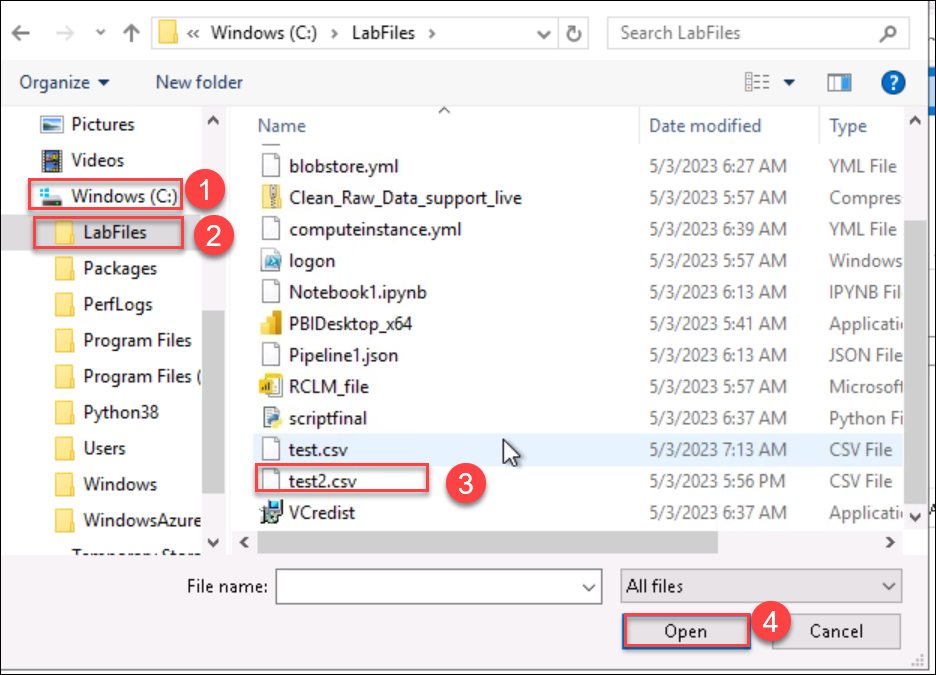 « Windows (C:) › LabFiles ›
Search LabFiles
Organize
New folder
?
Pictures
Videos
Windows (C:)
1
LabFiles
2
Packages
PerfLogs
Program Files
Program Files (
Python38
Users
Windows
WindowsAzure
Name Date modified Type
blobstore.yml 5/3/2023 6:27 AM YML File
Clean_Raw_Data_support_live 5/3/2023 5:57 AM Compres
computeinstance.yml 5/3/2023 6:39 AM YML File
logon 5/3/2023 5:57 AM Windows
Notebook1.ipynb 5/3/2023 6:13 AM IPYNB Fil
PBIDesktop_x64 5/3/2023 5:41 AM Applicati
Pipeline1.json 5/3/2023 6:13 AM JSON File
RCLM_file 5/3/2023 5:57 AM Microsoft
scriptfinal 5/3/2023 6:37 AM Python Fi
test.csv 5/3/2023 7:13 AM CSV File
test2.csv 3 5/3/2023 5:56 PM CSV File
VCredist 5/3/2023 6:37 AM Applicati
File name:
All files
Open
4
Cancel